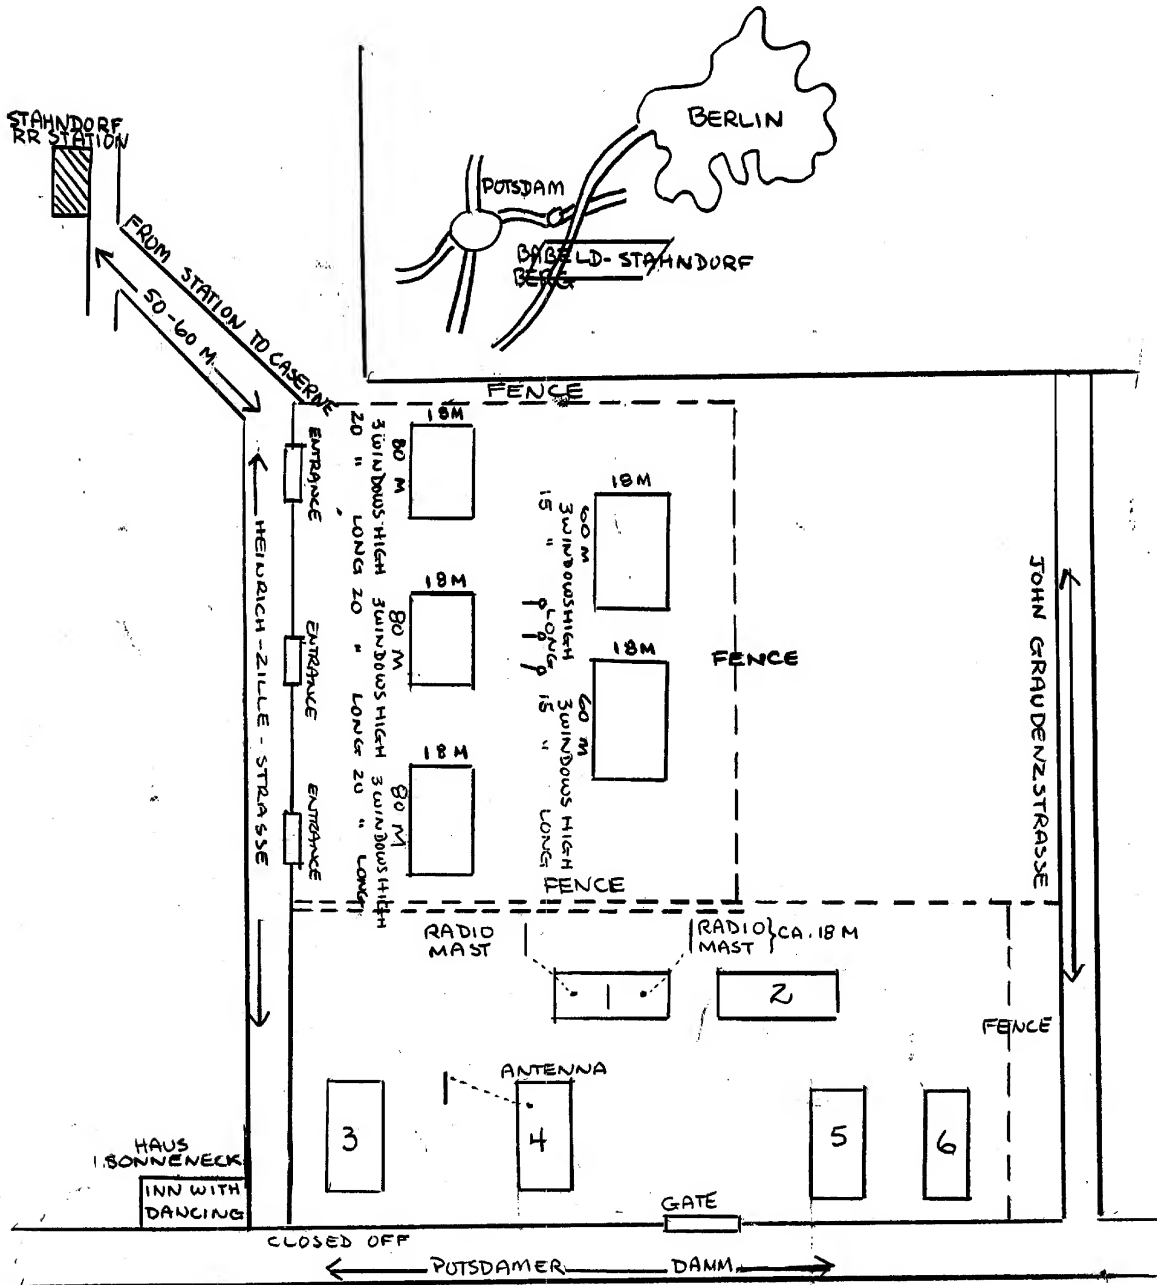 BERLIN
STAHNDORF
RR STATION
POTSDAM
BABELD-STAHNDORF
BERG
FROM STATION TO CASERNE
50-60 M
FENCE
18M
80 M
3 WINDOWS HIGH
20 " LONG
ENTRANCE
18M
60 M
3 WINDOWS HIGH
15 " LONG
HEINRICH-ZILLE-STRASSE
18M
80 M
3 WINDOWS HIGH
20 " LONG
ENTRANCE
FENCE
JOHN GRAUDENZSTRASSE
18M
60 M
3 WINDOWS HIGH
15 " LONG
18M
80 M
3 WINDOWS HIGH
20 " LONG
ENTRANCE
FENCE
RADIO
MAST
RADIO
MAST } CA. 18 M
1
2
FENCE
ANTENNA
3
4
5
6
HAUS
1. SONNENECK
INN WITH
DANCING
GATE
CLOSED OFF
POTSDAMER DAMM